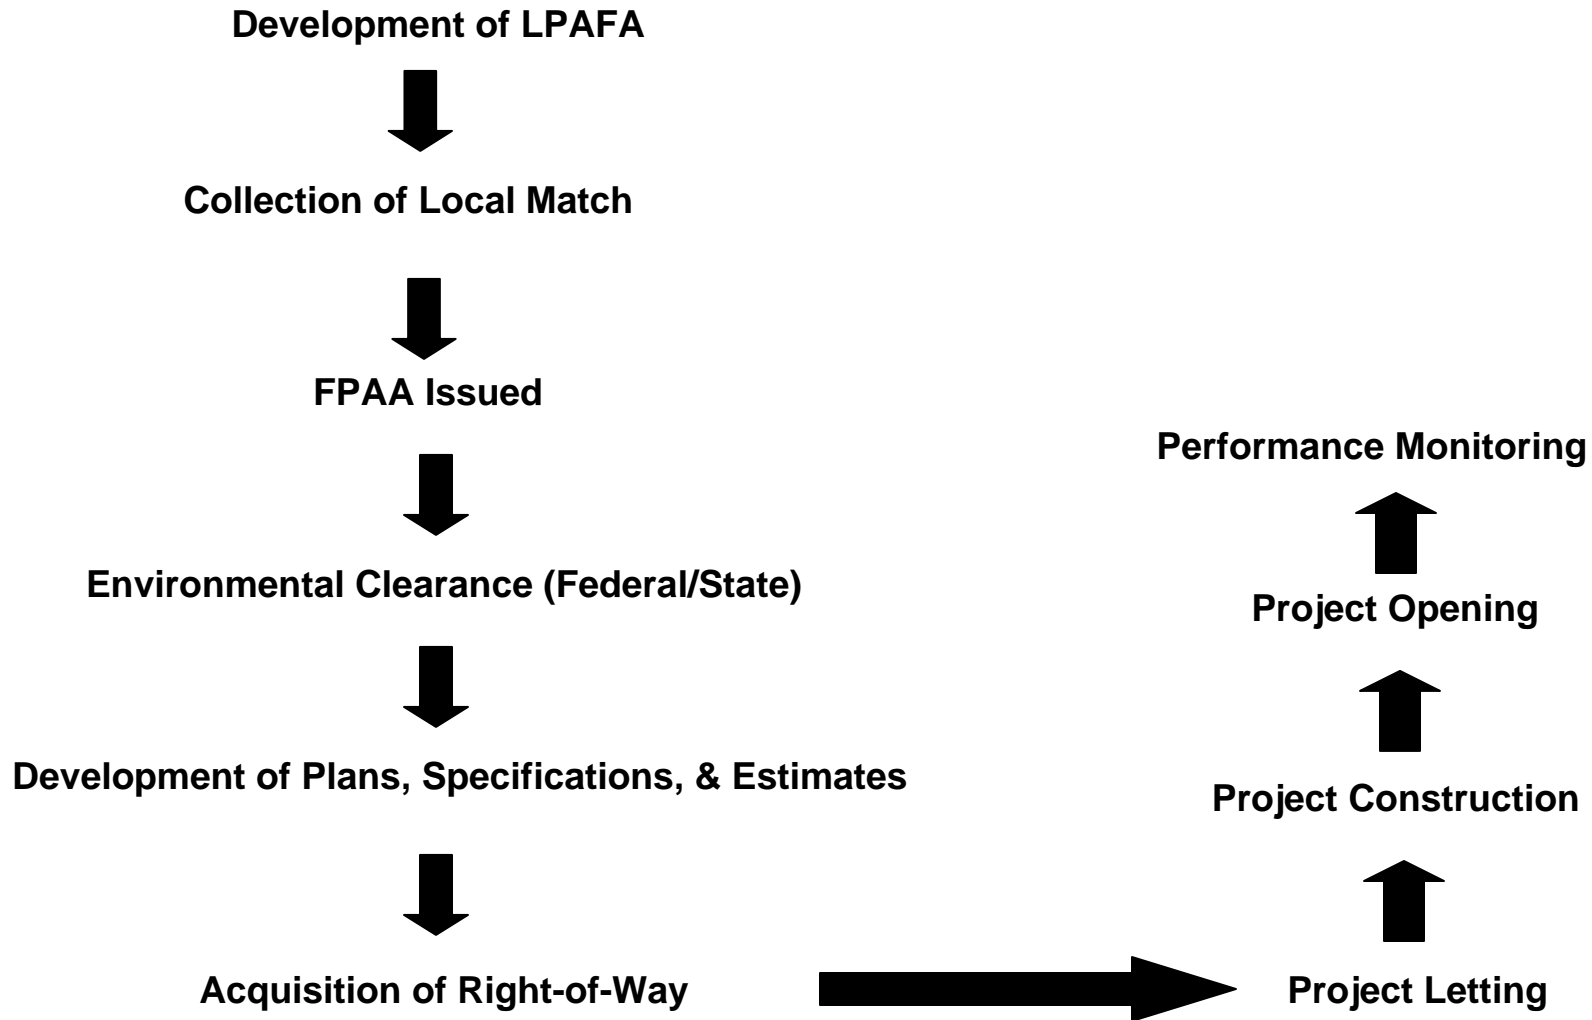 Development of LPAFA
Collection of Local Match
FPAA Issued
Environmental Clearance (Federal/State)
Development of Plans, Specifications, & Estimates
Acquisition of Right-of-Way
Project Letting
Project Construction
Project Opening
Performance Monitoring